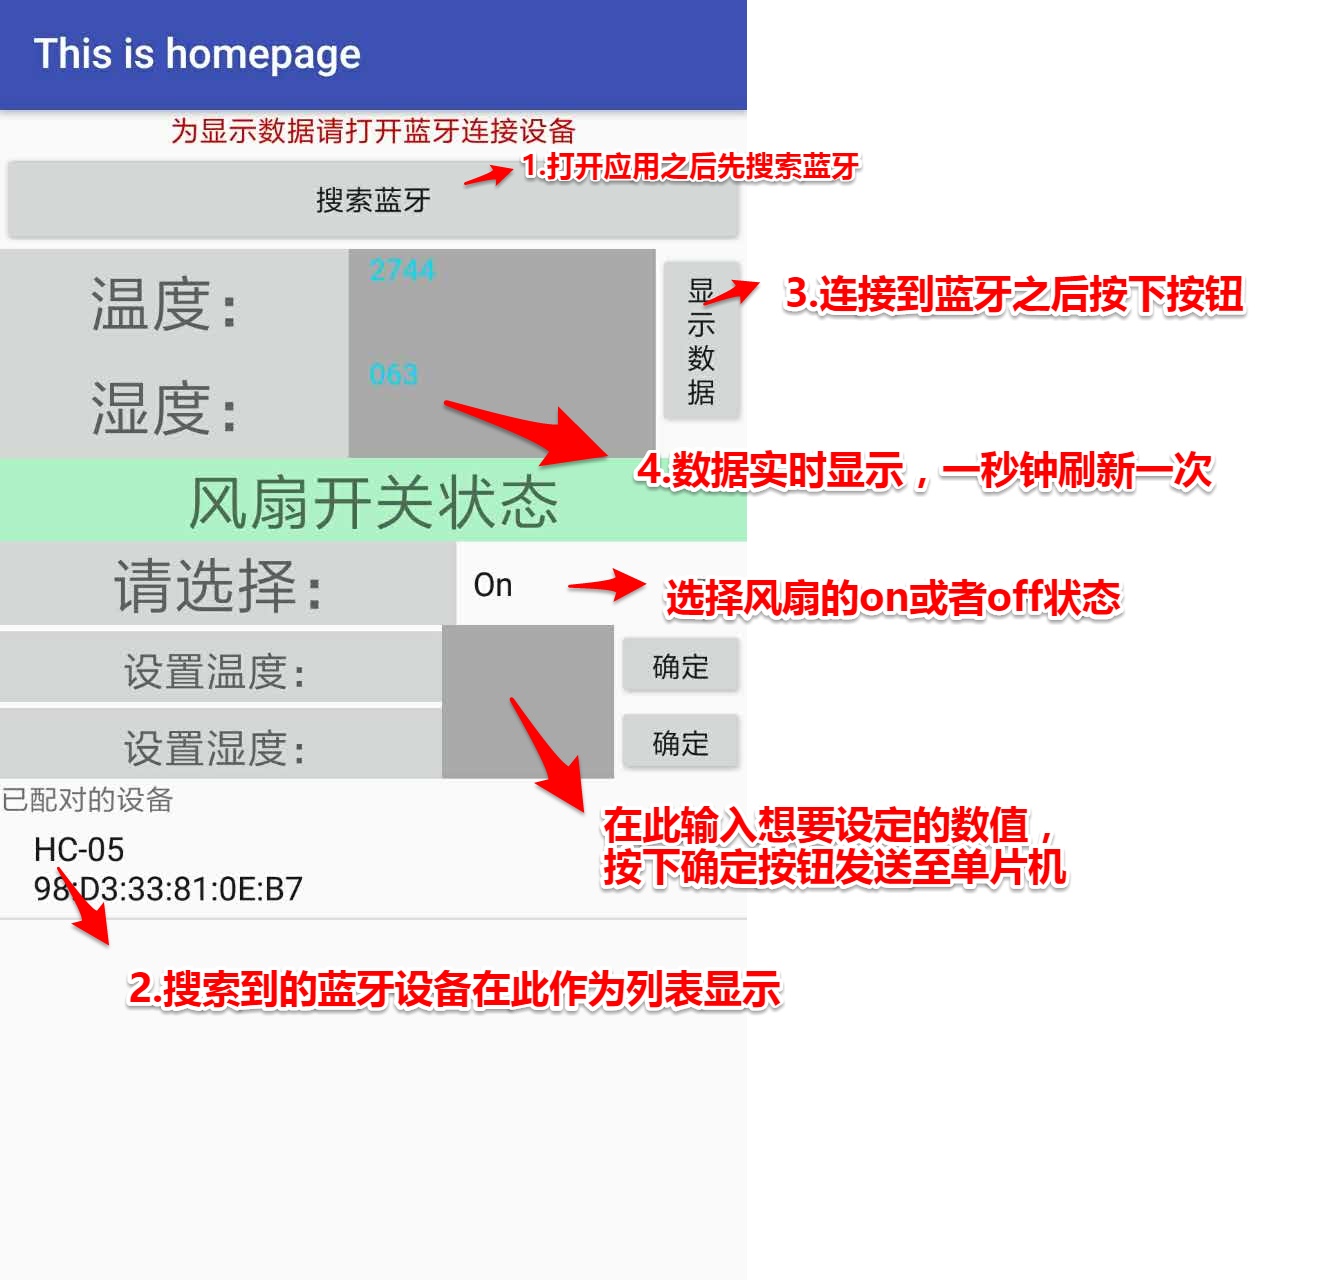 This is homepage
为显示数据请打开蓝牙连接设备
1.打开应用之后先搜索蓝牙
搜索蓝牙
温度：
2744
显示数据
3.连接到蓝牙之后按下按钮
湿度：
063
4.数据实时显示，一秒钟刷新一次
风扇开关状态
请选择：
On
选择风扇的on或者off状态
设置温度：
确定
设置湿度：
确定
已配对的设备
在此输入想要设定的数值，
按下确定按钮发送至单片机
HC-05
98:D3:33:81:0E:B7
2.搜索到的蓝牙设备在此作为列表显示